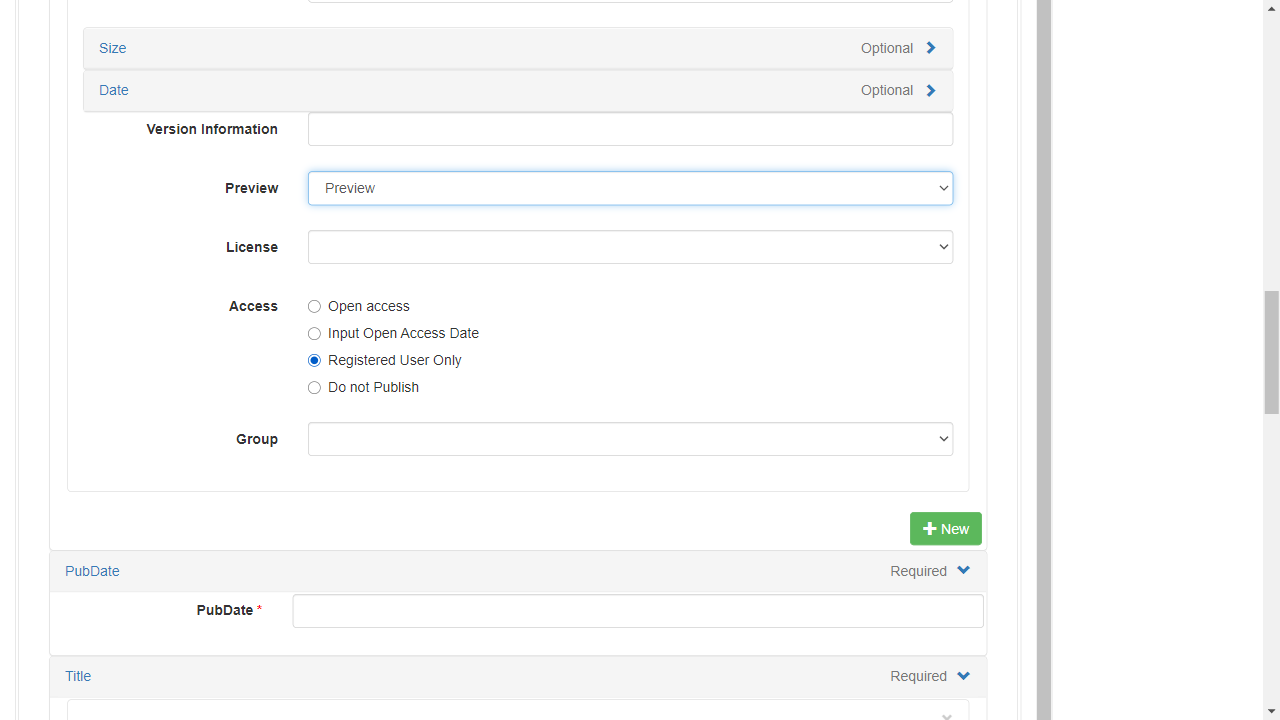 Size Optional
Date Optional
Version Information
Preview Preview
License
Access Open access
Input Open Access Date
Registered User Only
Do not Publish
Group
New
PubDate Required
PubDate *
Title Required